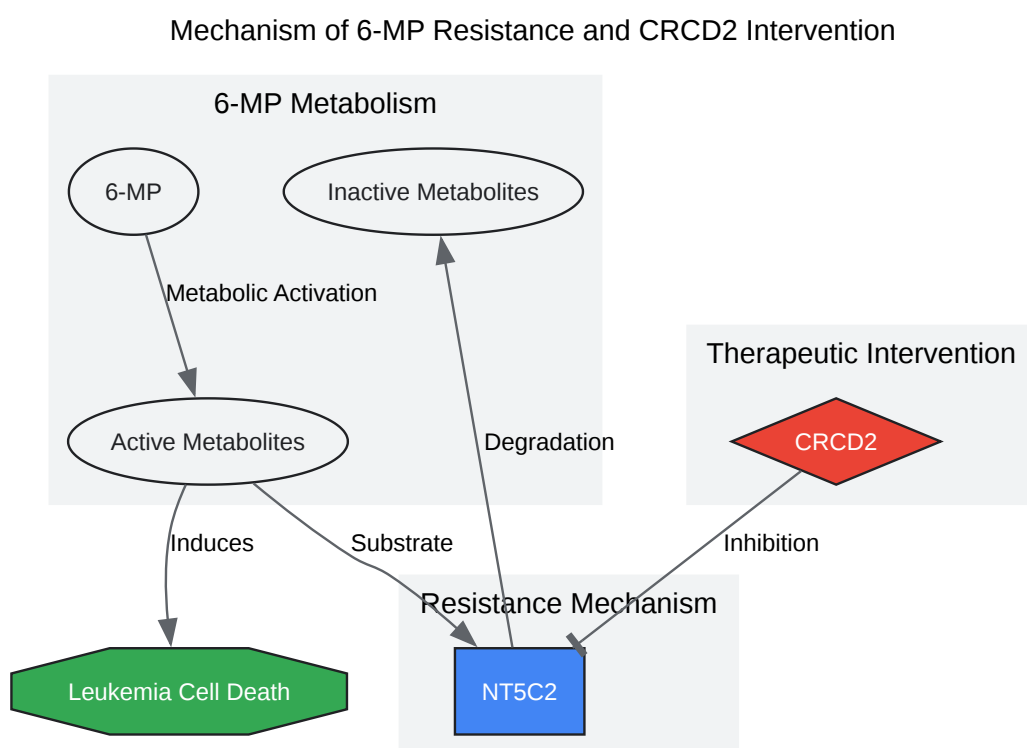 Mechanism of 6-MP Resistance and CRCD2 Intervention
6-MP Metabolism
6-MP
Inactive Metabolites
Metabolic Activation
Therapeutic Intervention
Active Metabolites
Degradation
CRCD2
Induces
Substrate
Inhibition
Resistance Mechanism
Leukemia Cell Death
NT5C2